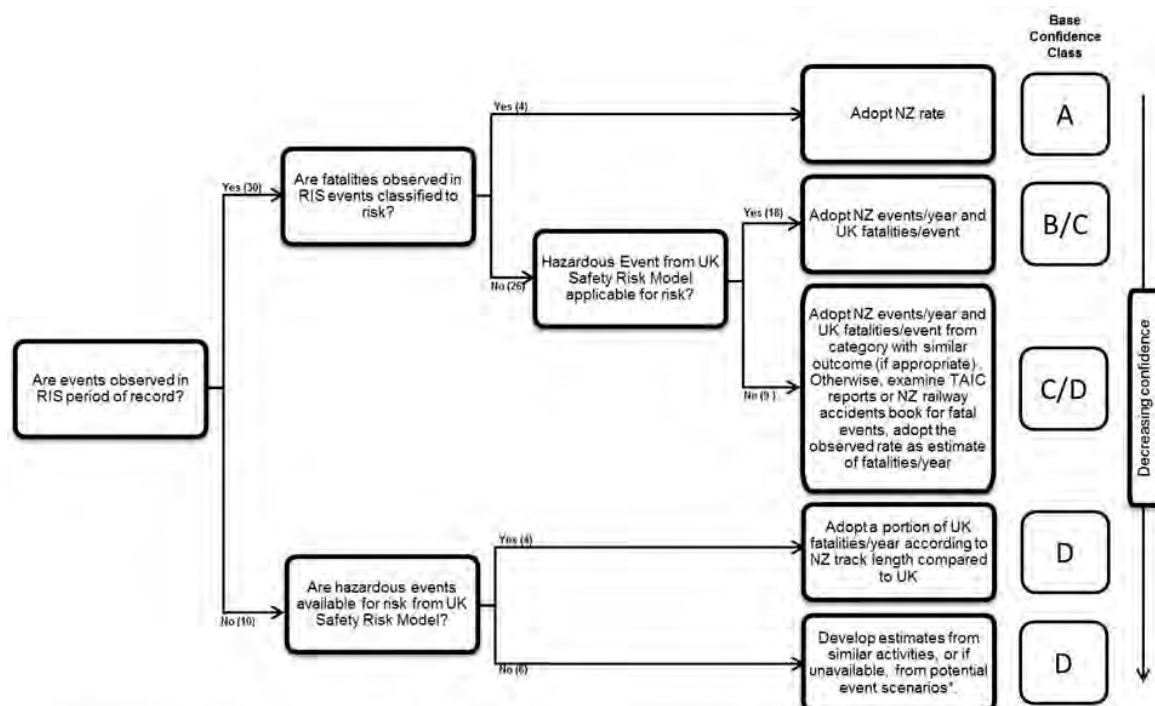 Base
Confidence
Class
Yes (4)
Adopt NZ rate
A
Yes (30)
Are fatalities observed in
RIS events classified to
risk?
Yes (18)
Adopt NZ events/year and
UK fatalities/event
B/C
No (26)
Hazardous Event from UK
Safety Risk Model
applicable for risk?
Adopt NZ events/year and
UK fatalities/event from
category with similar
outcome (if appropriate).
Otherwise, examine TAIC
reports or NZ railway
accidents book for fatal
events, adopt the
observed rate as estimate
of fatalities/year
C/D
No (9 )
Are events observed in
RIS period of record?
Decreasing confidence
Yes (4)
Adopt a portion of UK
fatalities/year according to
NZ track length compared
to UK
D
No (10)
Are hazardous events
available for risk from UK
Safety Risk Model?
No (6)
Develop estimates from
similar activities, or if
unavailable, from potential
event scenarios*.
D